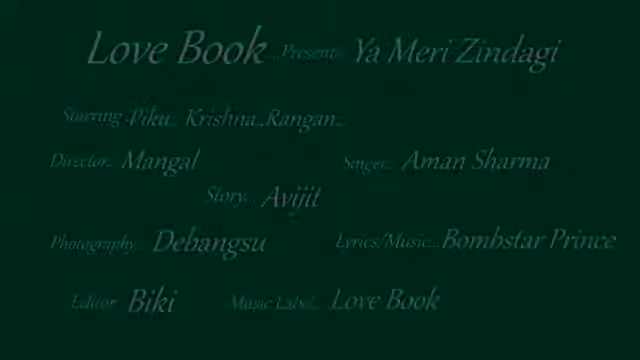 Love Book ...Presents Ya Meri Zindagi
Starring..Piku.. Krishna..Rangan..
Director.. Mangal Singer... Aman Sharma
Story... Avijit
Photography... Debangsu Lyrics/Music...Bombstar Prince
Editor Biki Music Label... Love Book